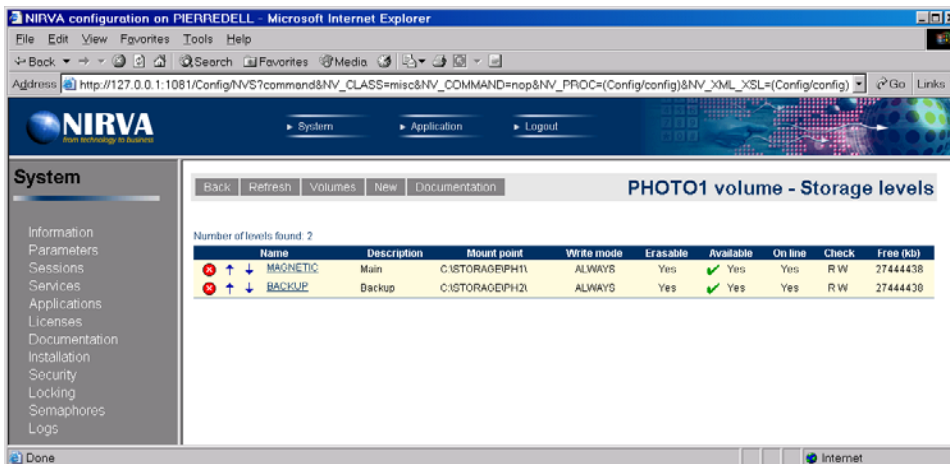 NIRVA configuration on PIERREDELL - Microsoft Internet Explorer
File Edit View Favorites Tools Help
Back Search Favorites Media
Address http://127.0.0.1:1081/Config/NVS?command&NV_CLASS=misc&NV_COMMAND=nop&NV_PROC=(Config/config)&NV_XML_XSL=(Config/config) Go Links
NIRVA
from technology to business
System Application Logout
System
Information
Parameters
Sessions
Services
Applications
Licenses
Documentation
Installation
Security
Locking
Semaphores
Logs
Back Refresh Volumes New Documentation
PHOTO1 volume - Storage levels
Number of levels found: 2
Name Description Mount point Write mode Erasable Available On line Check Free (kb)
MAGNETIC Main C:\STORAGE\PH1\ ALWAYS Yes Yes Yes R W 27444438
BACKUP Backup C:\STORAGE\PH2\ ALWAYS Yes Yes Yes R W 27444438
Done Internet